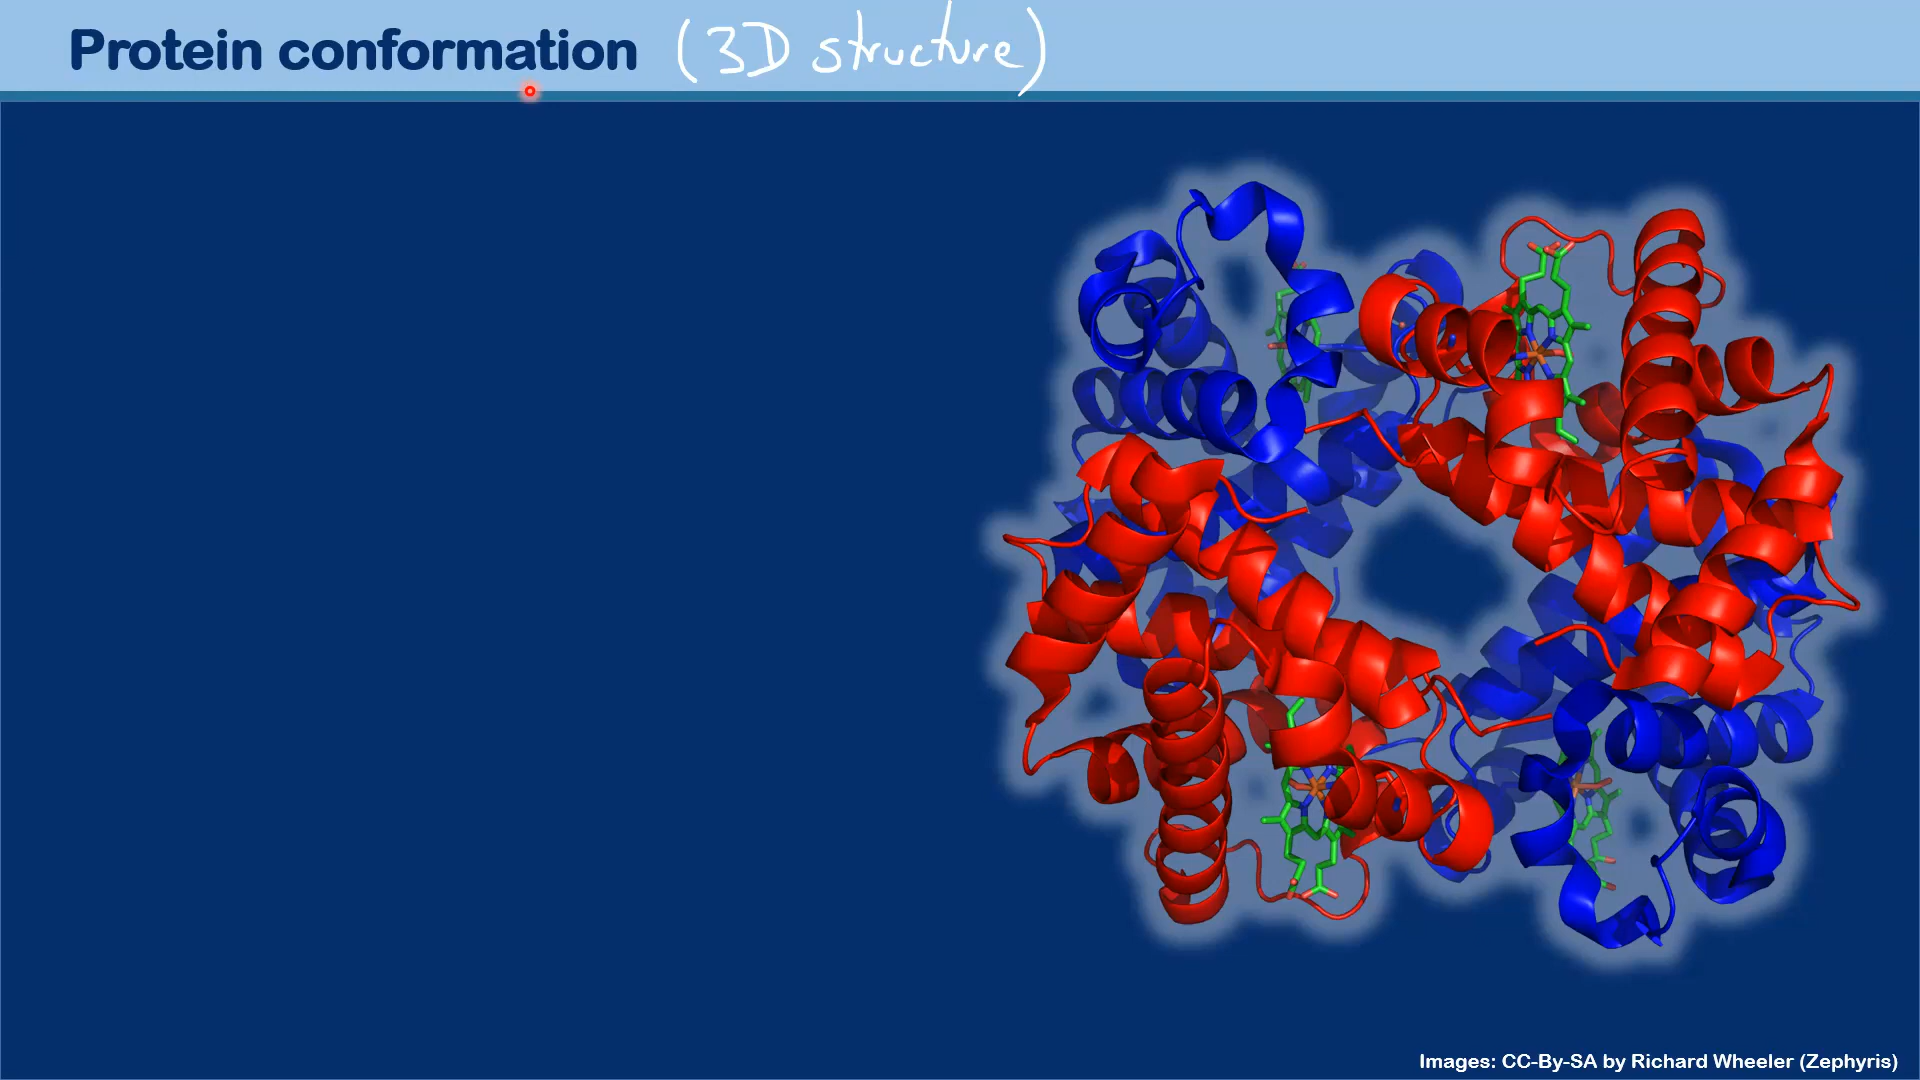 Protein conformation (3D structure)
Images: CC-By-SA by Richard Wheeler (Zephyris)